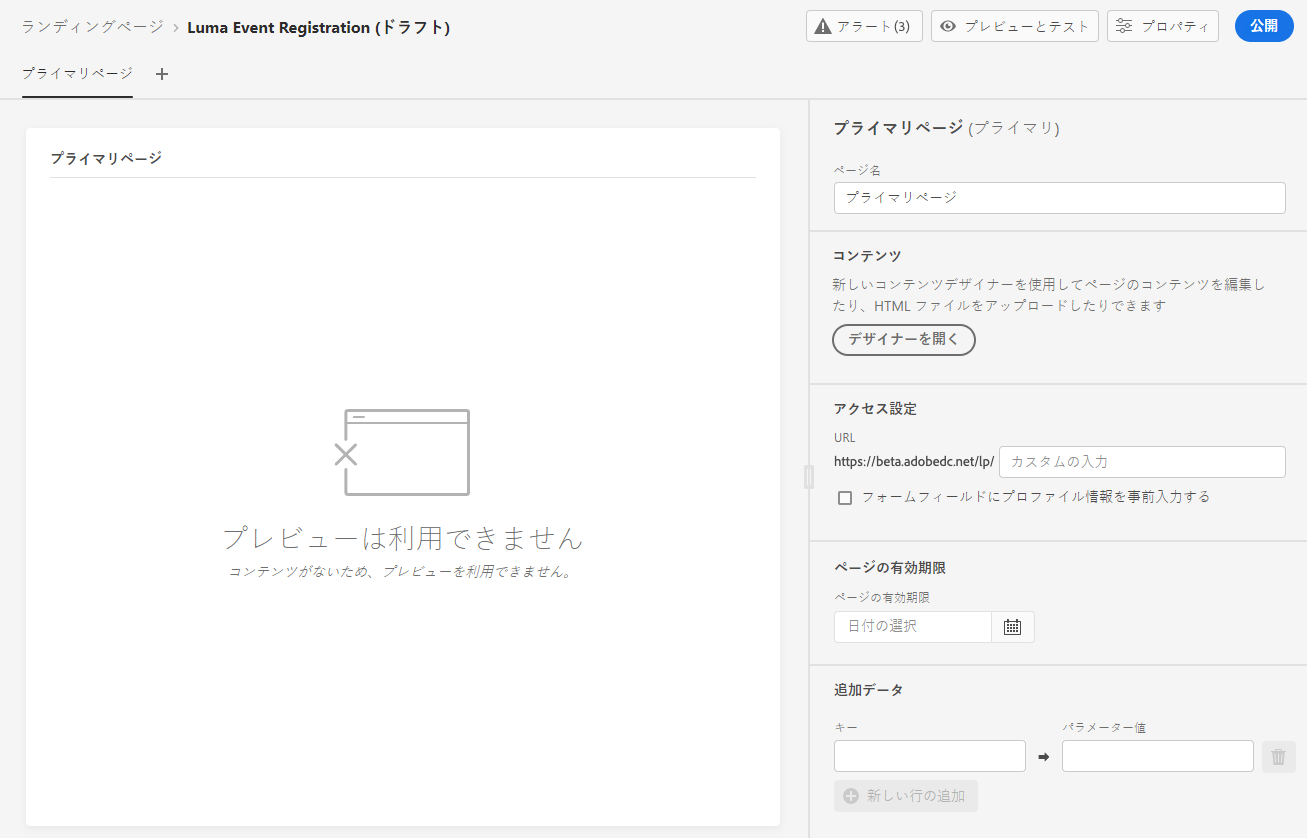 ランディングページ › Luma Event Registration (ドラフト)
アラート(3)
プレビューとテスト
プロパティ
公開
プライマリページ +
プライマリページ
プレビューは利用できません
コンテンツがないため、プレビューを利用できません。
プライマリページ (プライマリ)
ページ名
プライマリページ
コンテンツ
新しいコンテンツデザイナーを使用してページのコンテンツを編集し
たり、HTML ファイルをアップロードしたりできます
デザイナーを開く
アクセス設定
URL
https://beta.adobedc.net/lp/ カスタムの入力
フォームフィールドにプロファイル情報を事前入力する
ページの有効期限
ページの有効期限
日付の選択
追加データ
キー パラメーター値
新しい行の追加